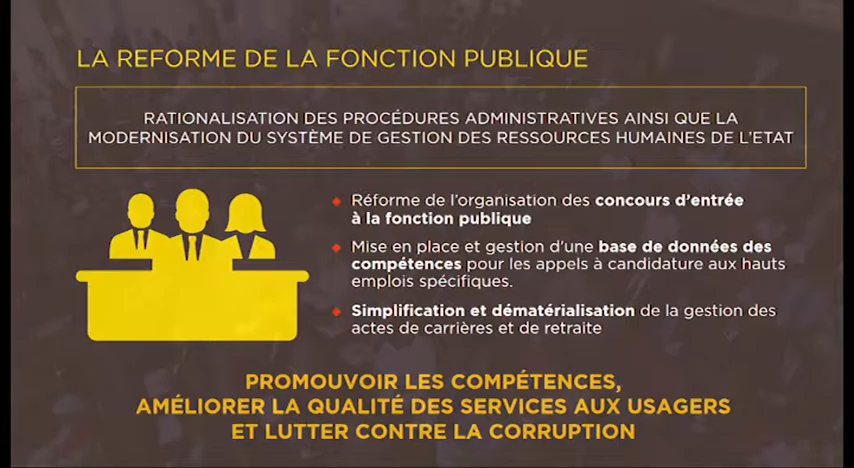 LA REFORME DE LA FONCTION PUBLIQUE
RATIONALISATION DES PROCÉDURES ADMINISTRATIVES AINSI QUE LA
MODERNISATION DU SYSTÈME DE GESTION DES RESSOURCES HUMAINES DE L'ETAT
Réforme de l'organisation des concours d'entrée
à la fonction publique
Mise en place et gestion d'une base de données des
compétences pour les appels à candidature aux hauts
emplois spécifiques.
Simplification et dématérialisation de la gestion des
actes de carrières et de retraite
PROMOUVOIR LES COMPÉTENCES,
AMÉLIORER LA QUALITÉ DES SERVICES AUX USAGERS
ET LUTTER CONTRE LA CORRUPTION